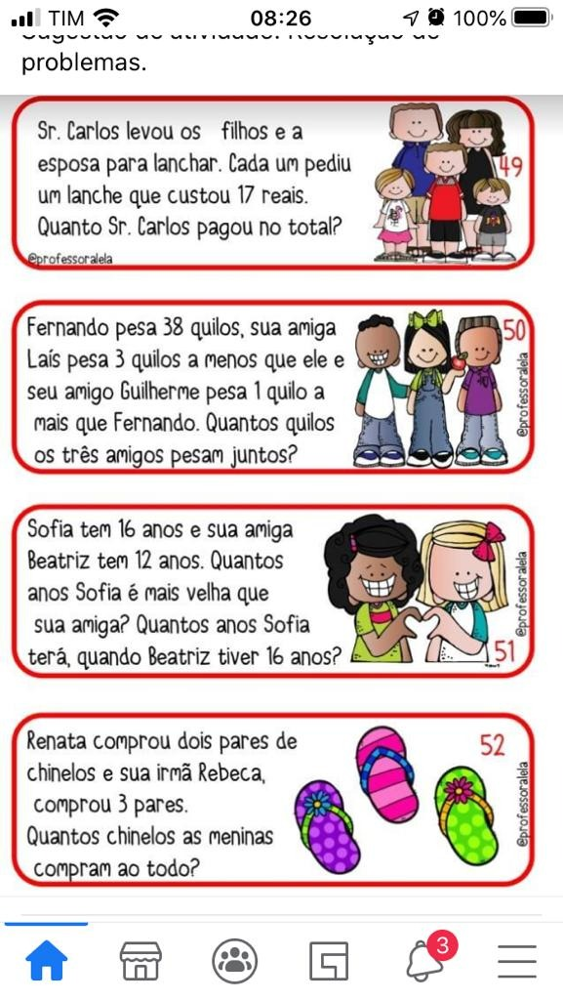 TIM 08:26 100%
Sugestão de atividade: Resolução de
problemas.
Sr. Carlos levou os filhos e a
esposa para lanchar. Cada um pediu
um lanche que custou 17 reais.
Quanto Sr. Carlos pagou no total?
@professoralela
49
Fernando pesa 38 quilos, sua amiga
Laís pesa 3 quilos a menos que ele e
seu amigo Guilherme pesa 1 quilo a
mais que Fernando. Quantos quilos
os três amigos pesam juntos?
50
@professoralela
Sofia tem 16 anos e sua amiga
Beatriz tem 12 anos. Quantos
anos Sofia é mais velha que
sua amiga? Quantos anos Sofia
terá, quando Beatriz tiver 16 anos?
51
@professoralela
Renata comprou dois pares de
chinelos e sua irmã Rebeca,
comprou 3 pares.
Quantos chinelos as meninas
compram ao todo?
52
@professoralela
3